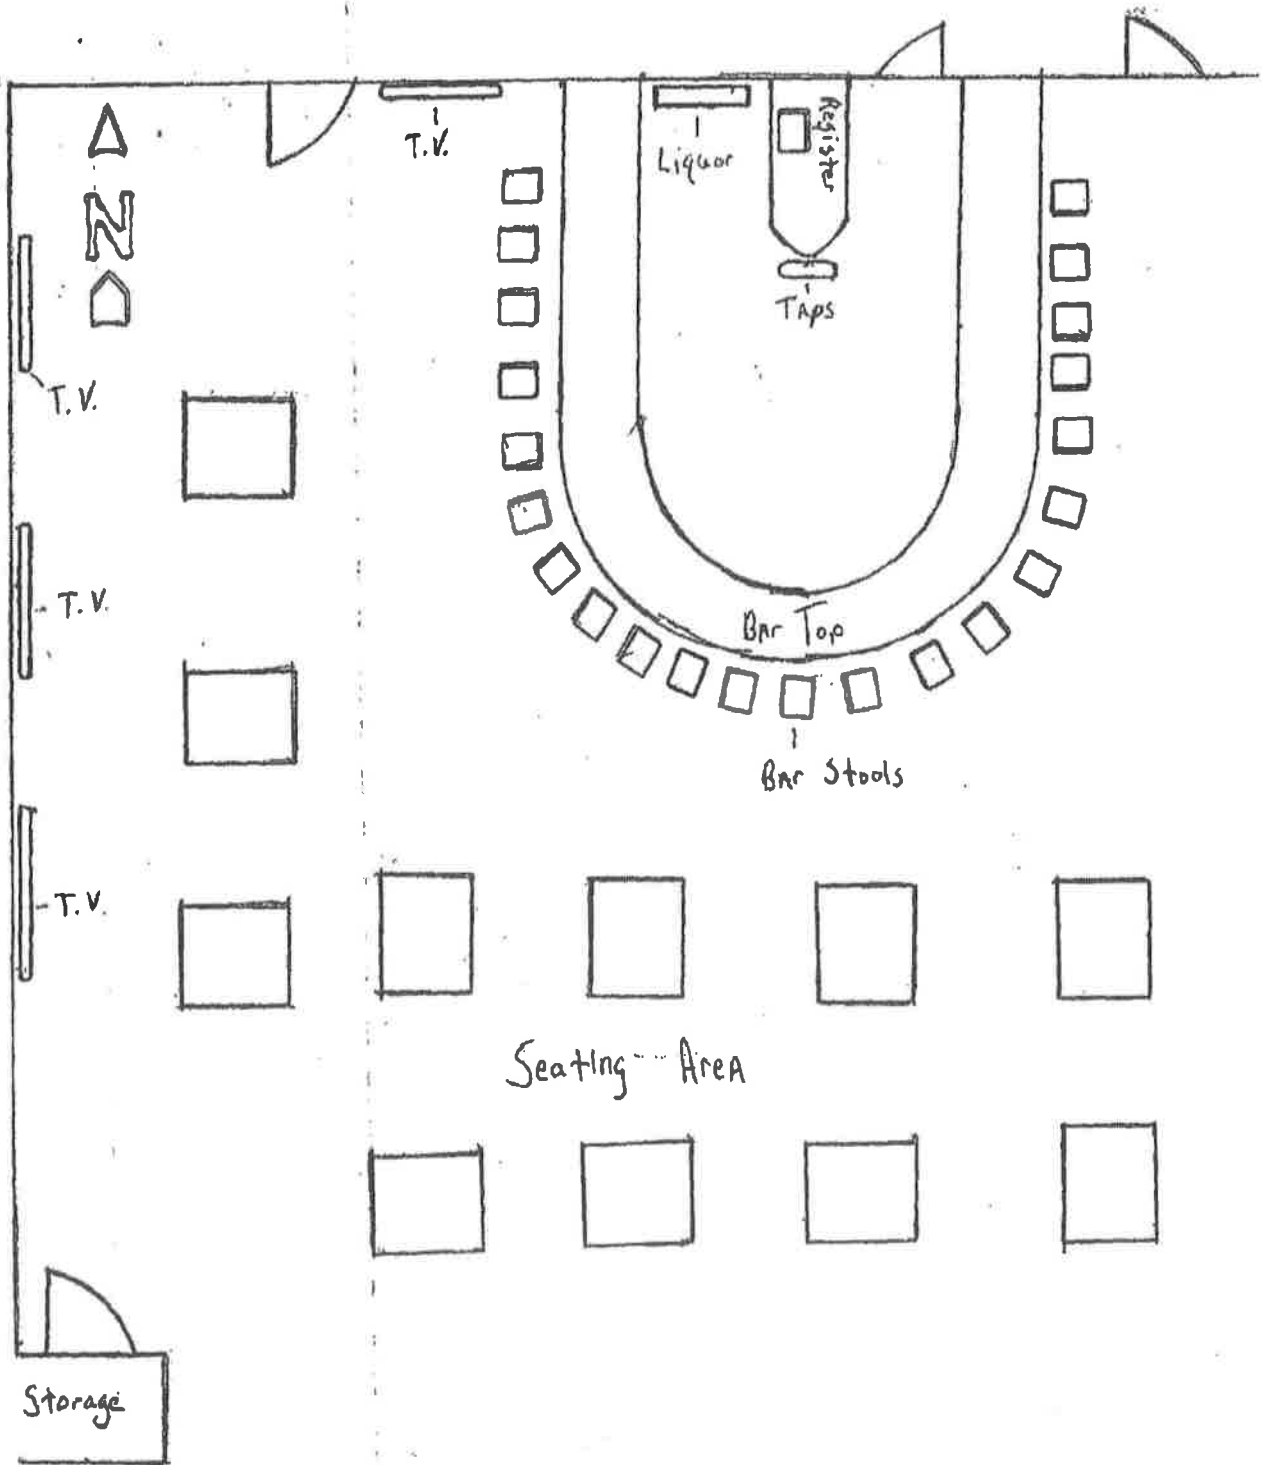 N
T.V.
Liquor
Register
Taps
T.V.
T.V.
Bar Top
Bar Stools
T.V.
Seating Area
Storage